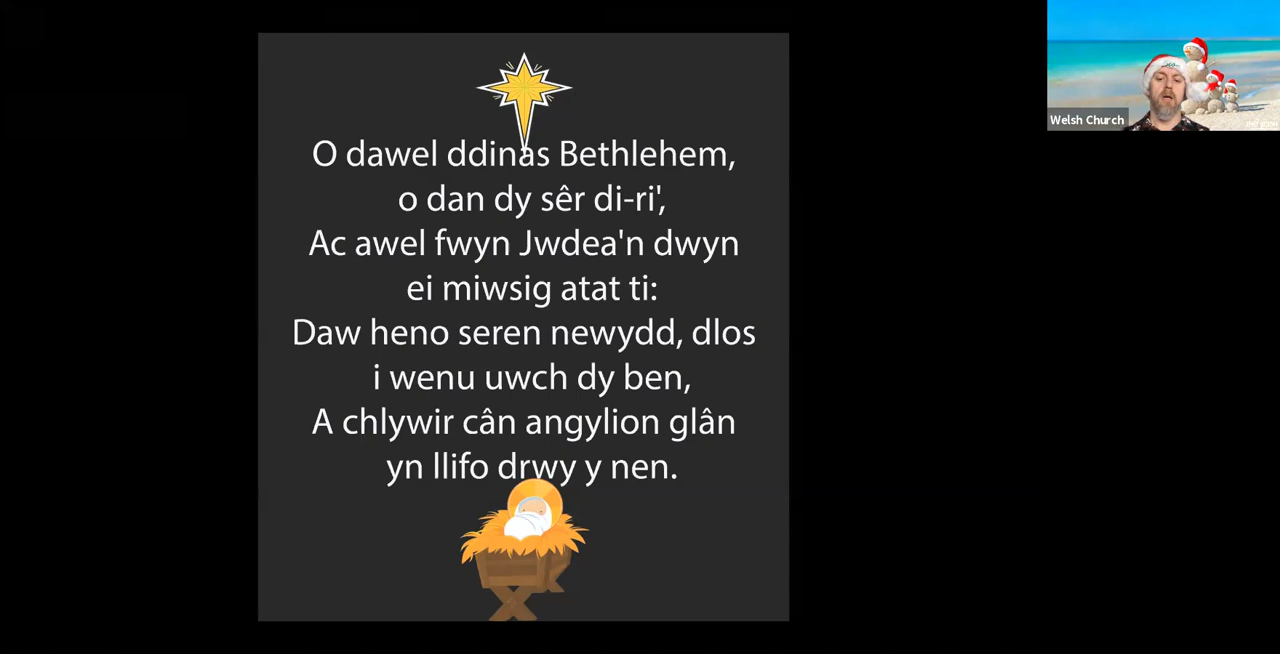 O dawel ddinas Bethlehem,
o dan dy sêr di-ri',
Ac awel fwyn Jwdea'n dwyn
ei miwsig atat ti:
Daw heno seren newydd, dlos
i wenu uwch dy ben,
A chlywir cân angylion glân
yn llifo drwy y nen.
Welsh Church